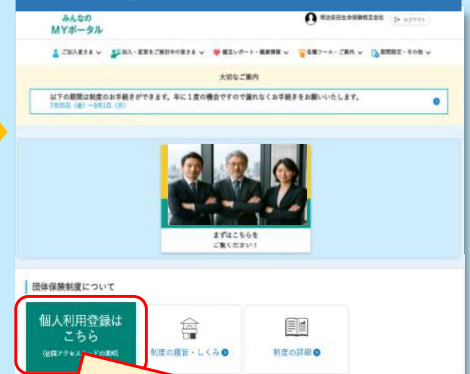 みんなの
MYポータル
明治安田生命保険相互会社
ログアウト
ご加入者さま
加入・変更をご検討中の皆さま
健活レポート・健康情報
各種ツール・ご案内
期間限定・その他
大切なご案内
以下の期間は制度のお手続きができます。年に１度の機会ですので漏れなくお手続きをお願いいたします。
7月25日（金）～9月1日（月）
まずはこちらを
ご覧ください！
団体保険制度について
個人利用登録は
こちら
制度の趣旨・しくみ
制度の詳細